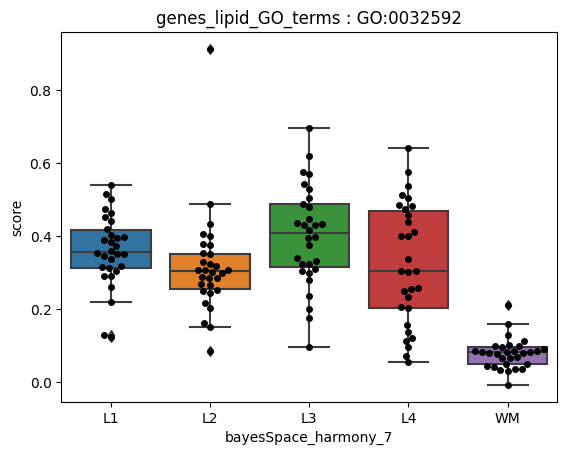 genes_lipid_GO_terms : GO:0032592
score
0.8
0.6
0.4
0.2
0.0
L1 L2 L3 L4 WM
bayesSpace_harmony_7